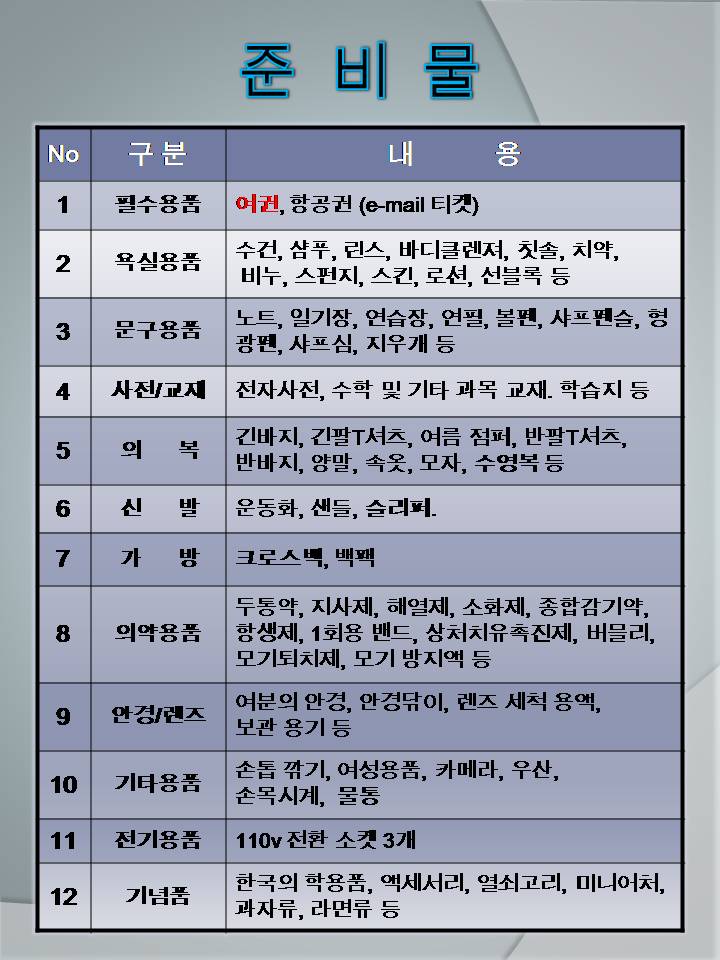 준 비 물
No 구 분 내 용
1 필수용품 여권, 항공권 (e-mail 티켓)
2 욕실용품 수건, 샴푸, 린스, 바디클렌저, 칫솔, 치약,
비누, 스펀지, 스킨, 로션, 선블록 등
3 문구용품 노트, 일기장, 연습장, 연필, 볼펜, 샤프펜슬, 형
광펜, 샤프심, 지우개 등
4 사전/교재 전자사전, 수학 및 기타 과목 교재. 학습지 등
5 의 복 긴바지, 긴팔T셔츠, 여름 점퍼, 반팔T셔츠,
반바지, 양말, 속옷, 모자, 수영복 등
6 신 발 운동화, 샌들, 슬리퍼.
7 가 방 크로스백, 백팩
8 의약용품 두통약, 지사제, 해열제, 소화제, 종합감기약,
항생제, 1회용 밴드, 상처치유촉진제, 버물리,
모기퇴치제, 모기 방지액 등
9 안경/렌즈 여분의 안경, 안경닦이, 렌즈 세척 용액,
보관 용기 등
10 기타용품 손톱 깎기, 여성용품, 카메라, 우산,
손목시계, 물통
11 전기용품 110v 전환 소켓 3개
12 기념품 한국의 학용품, 액세서리, 열쇠고리, 미니어처,
과자류, 라면류 등